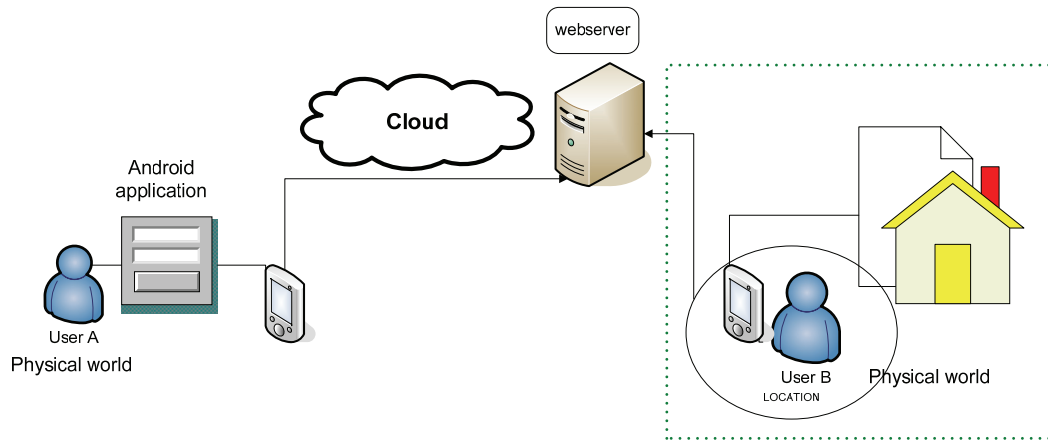 webserver
Cloud
Android
application
User A
Physical world
User B
Physical world
LOCATION